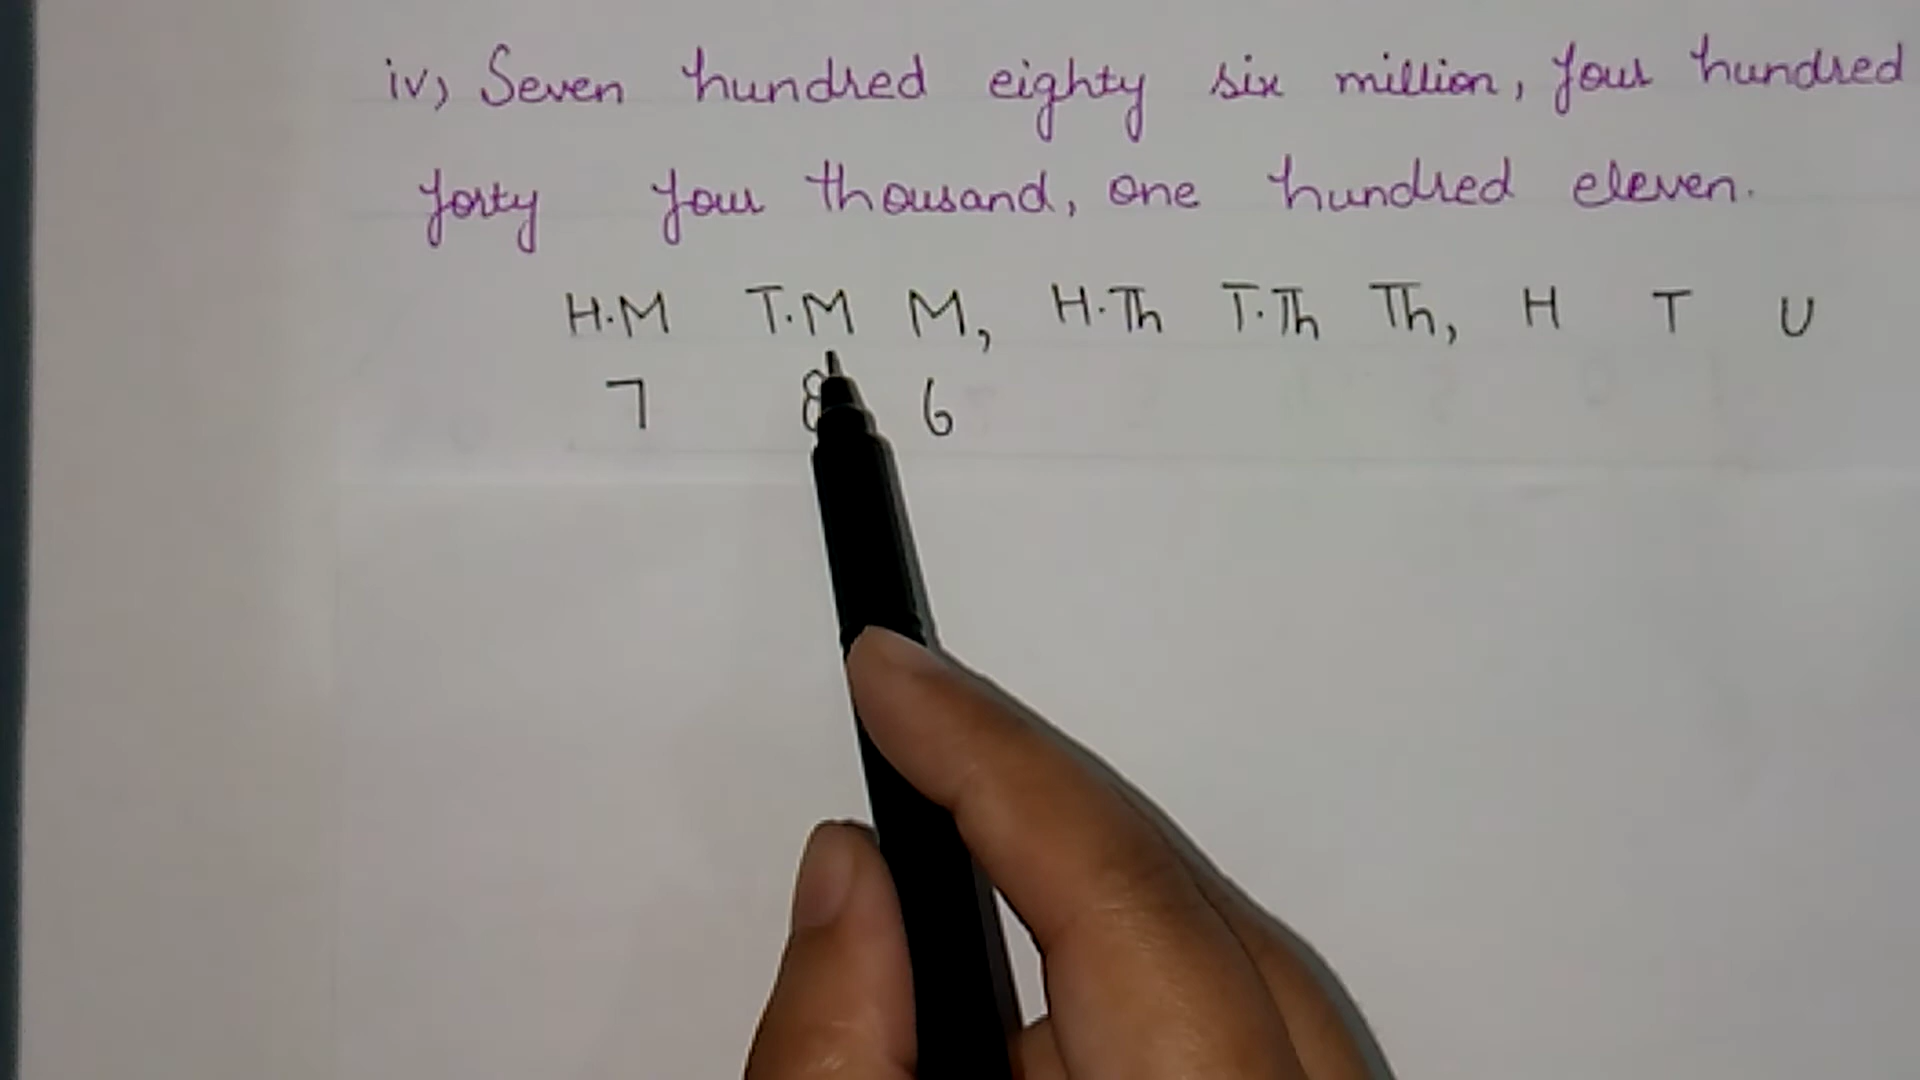 iv) Seven hundred eighty six million, four hundred
forty four thousand, one hundred eleven.
H.M T.M M, H.Th T.Th Th, H T U
7 8 6